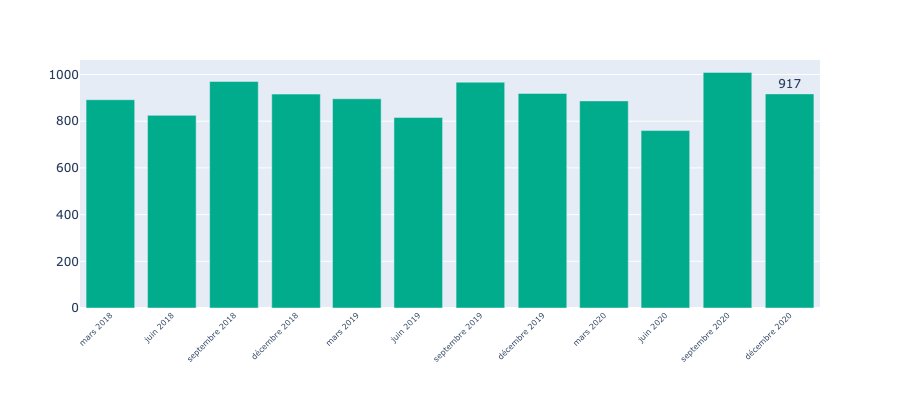 1000
800
600
400
200
0
917
mars 2018
juin 2018
septembre 2018
décembre 2018
mars 2019
juin 2019
septembre 2019
décembre 2019
mars 2020
juin 2020
septembre 2020
décembre 2020